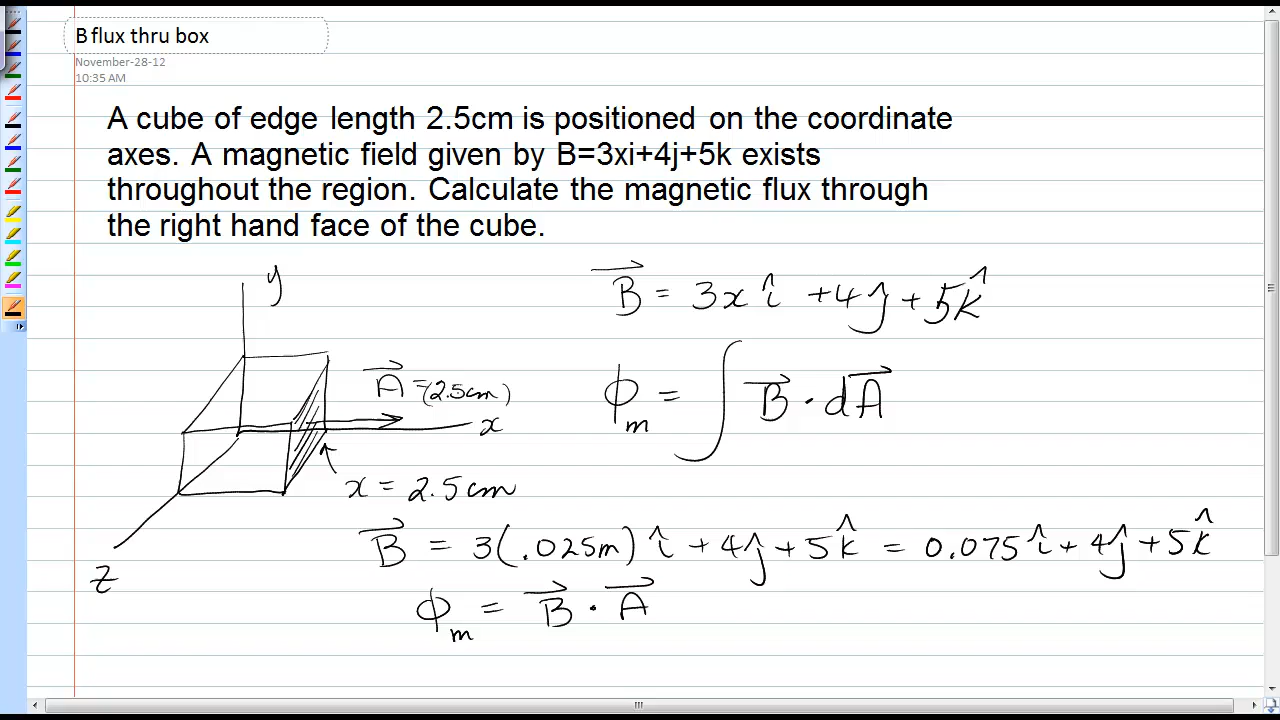 B flux thru box
November-28-12
10:35 AM
A cube of edge length 2.5cm is positioned on the coordinate
axes. A magnetic field given by B=3xi+4j+5k exists
throughout the region. Calculate the magnetic flux through
the right hand face of the cube.
y
B⃗ = 3x î + 4ĵ + 5k̂
A⃗ = (2.5cm)
x
ϕₘ = ∫ B⃗ · dA⃗
x = 2.5cm
B⃗ = 3(.025m) î + 4ĵ + 5k̂ = 0.075 î + 4ĵ + 5k̂
z
ϕₘ = B⃗ · A⃗